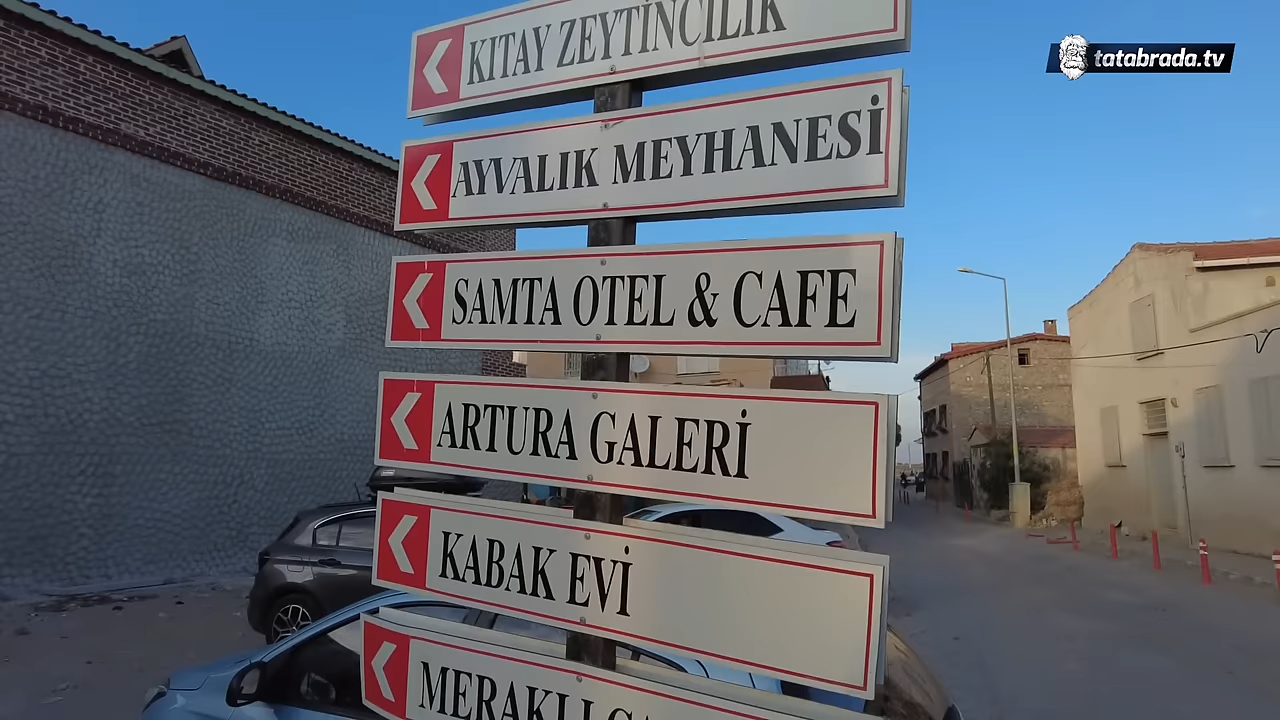 KITAY ZEYTİNCİLİK
tatabrada.tv
AYVALIK MEYHANESİ
SAMTA OTEL & CAFE
ARTURA GALERİ
KABAK EVİ
MERAKLI